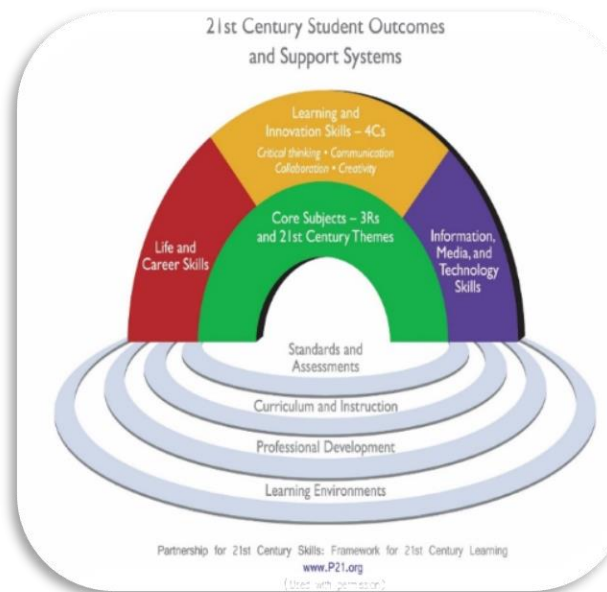 21st Century Student Outcomes
and Support Systems
Learning and
Innovation Skills – 4Cs
Critical thinking • Communication
Collaboration • Creativity
Core Subjects – 3Rs
and 21st Century Themes
Life and
Career Skills
Information,
Media, and
Technology
Skills
Standards and
Assessments
Curriculum and Instruction
Professional Development
Learning Environments
Partnership for 21st Century Skills: Framework for 21st Century Learning
www.P21.org
(Used with permission)